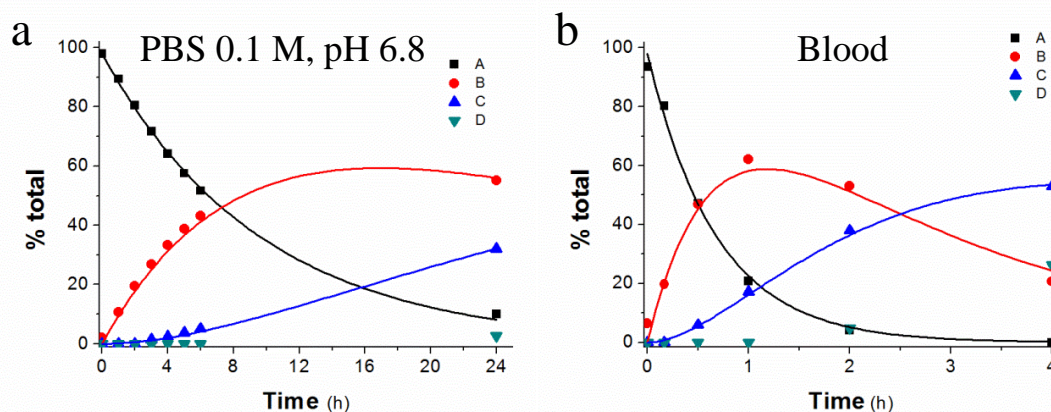 a
PBS 0.1 M, pH 6.8
A
B
C
D
% total
100
80
60
40
20
0
0 4 8 12 16 20 24
Time (h)
b
Blood
A
B
C
D
% total
100
80
60
40
20
0
0 1 2 3 4
Time (h)